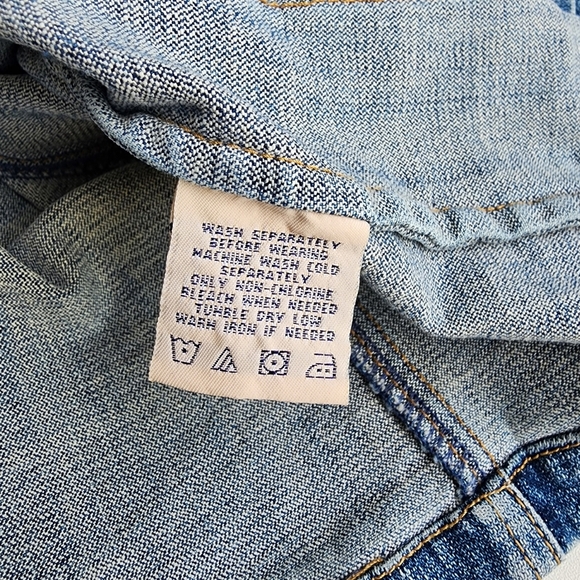 WASH SEPARATELY
BEFORE WEARING
MACHINE WASH COLD
SEPARATELY
ONLY NON-CHLORINE
BLEACH WHEN NEEDED
TUMBLE DRY LOW
WARM IRON IF NEEDED